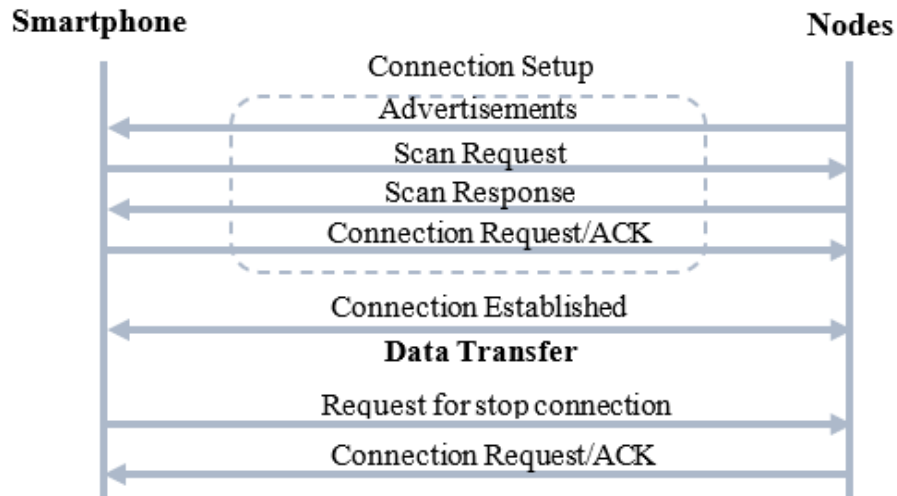 Smartphone
Nodes
Connection Setup
Advertisements
Scan Request
Scan Response
Connection Request/ACK
Connection Established
Data Transfer
Request for stop connection
Connection Request/ACK